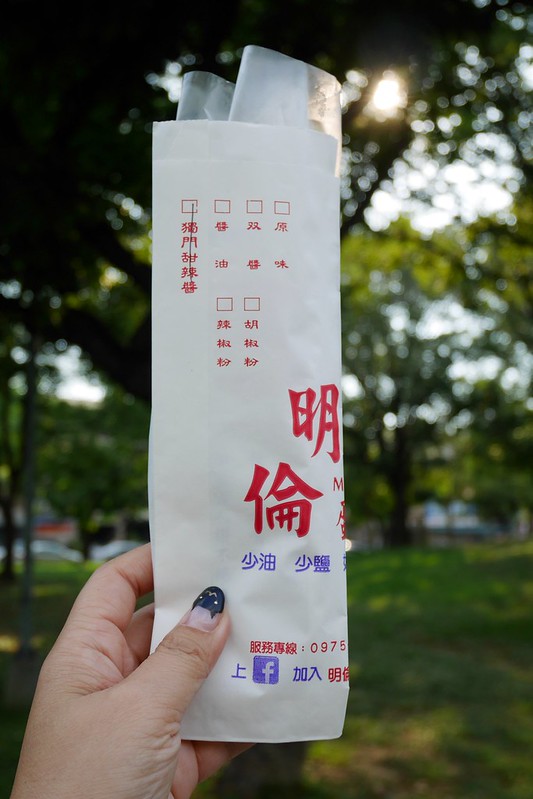 □原味
□双醬
□醬油
□獨門甜辣醬
□胡椒粉
□辣椒粉
明倫
M
少油 少鹽
服務專線：0975
上 f 加入 明倫